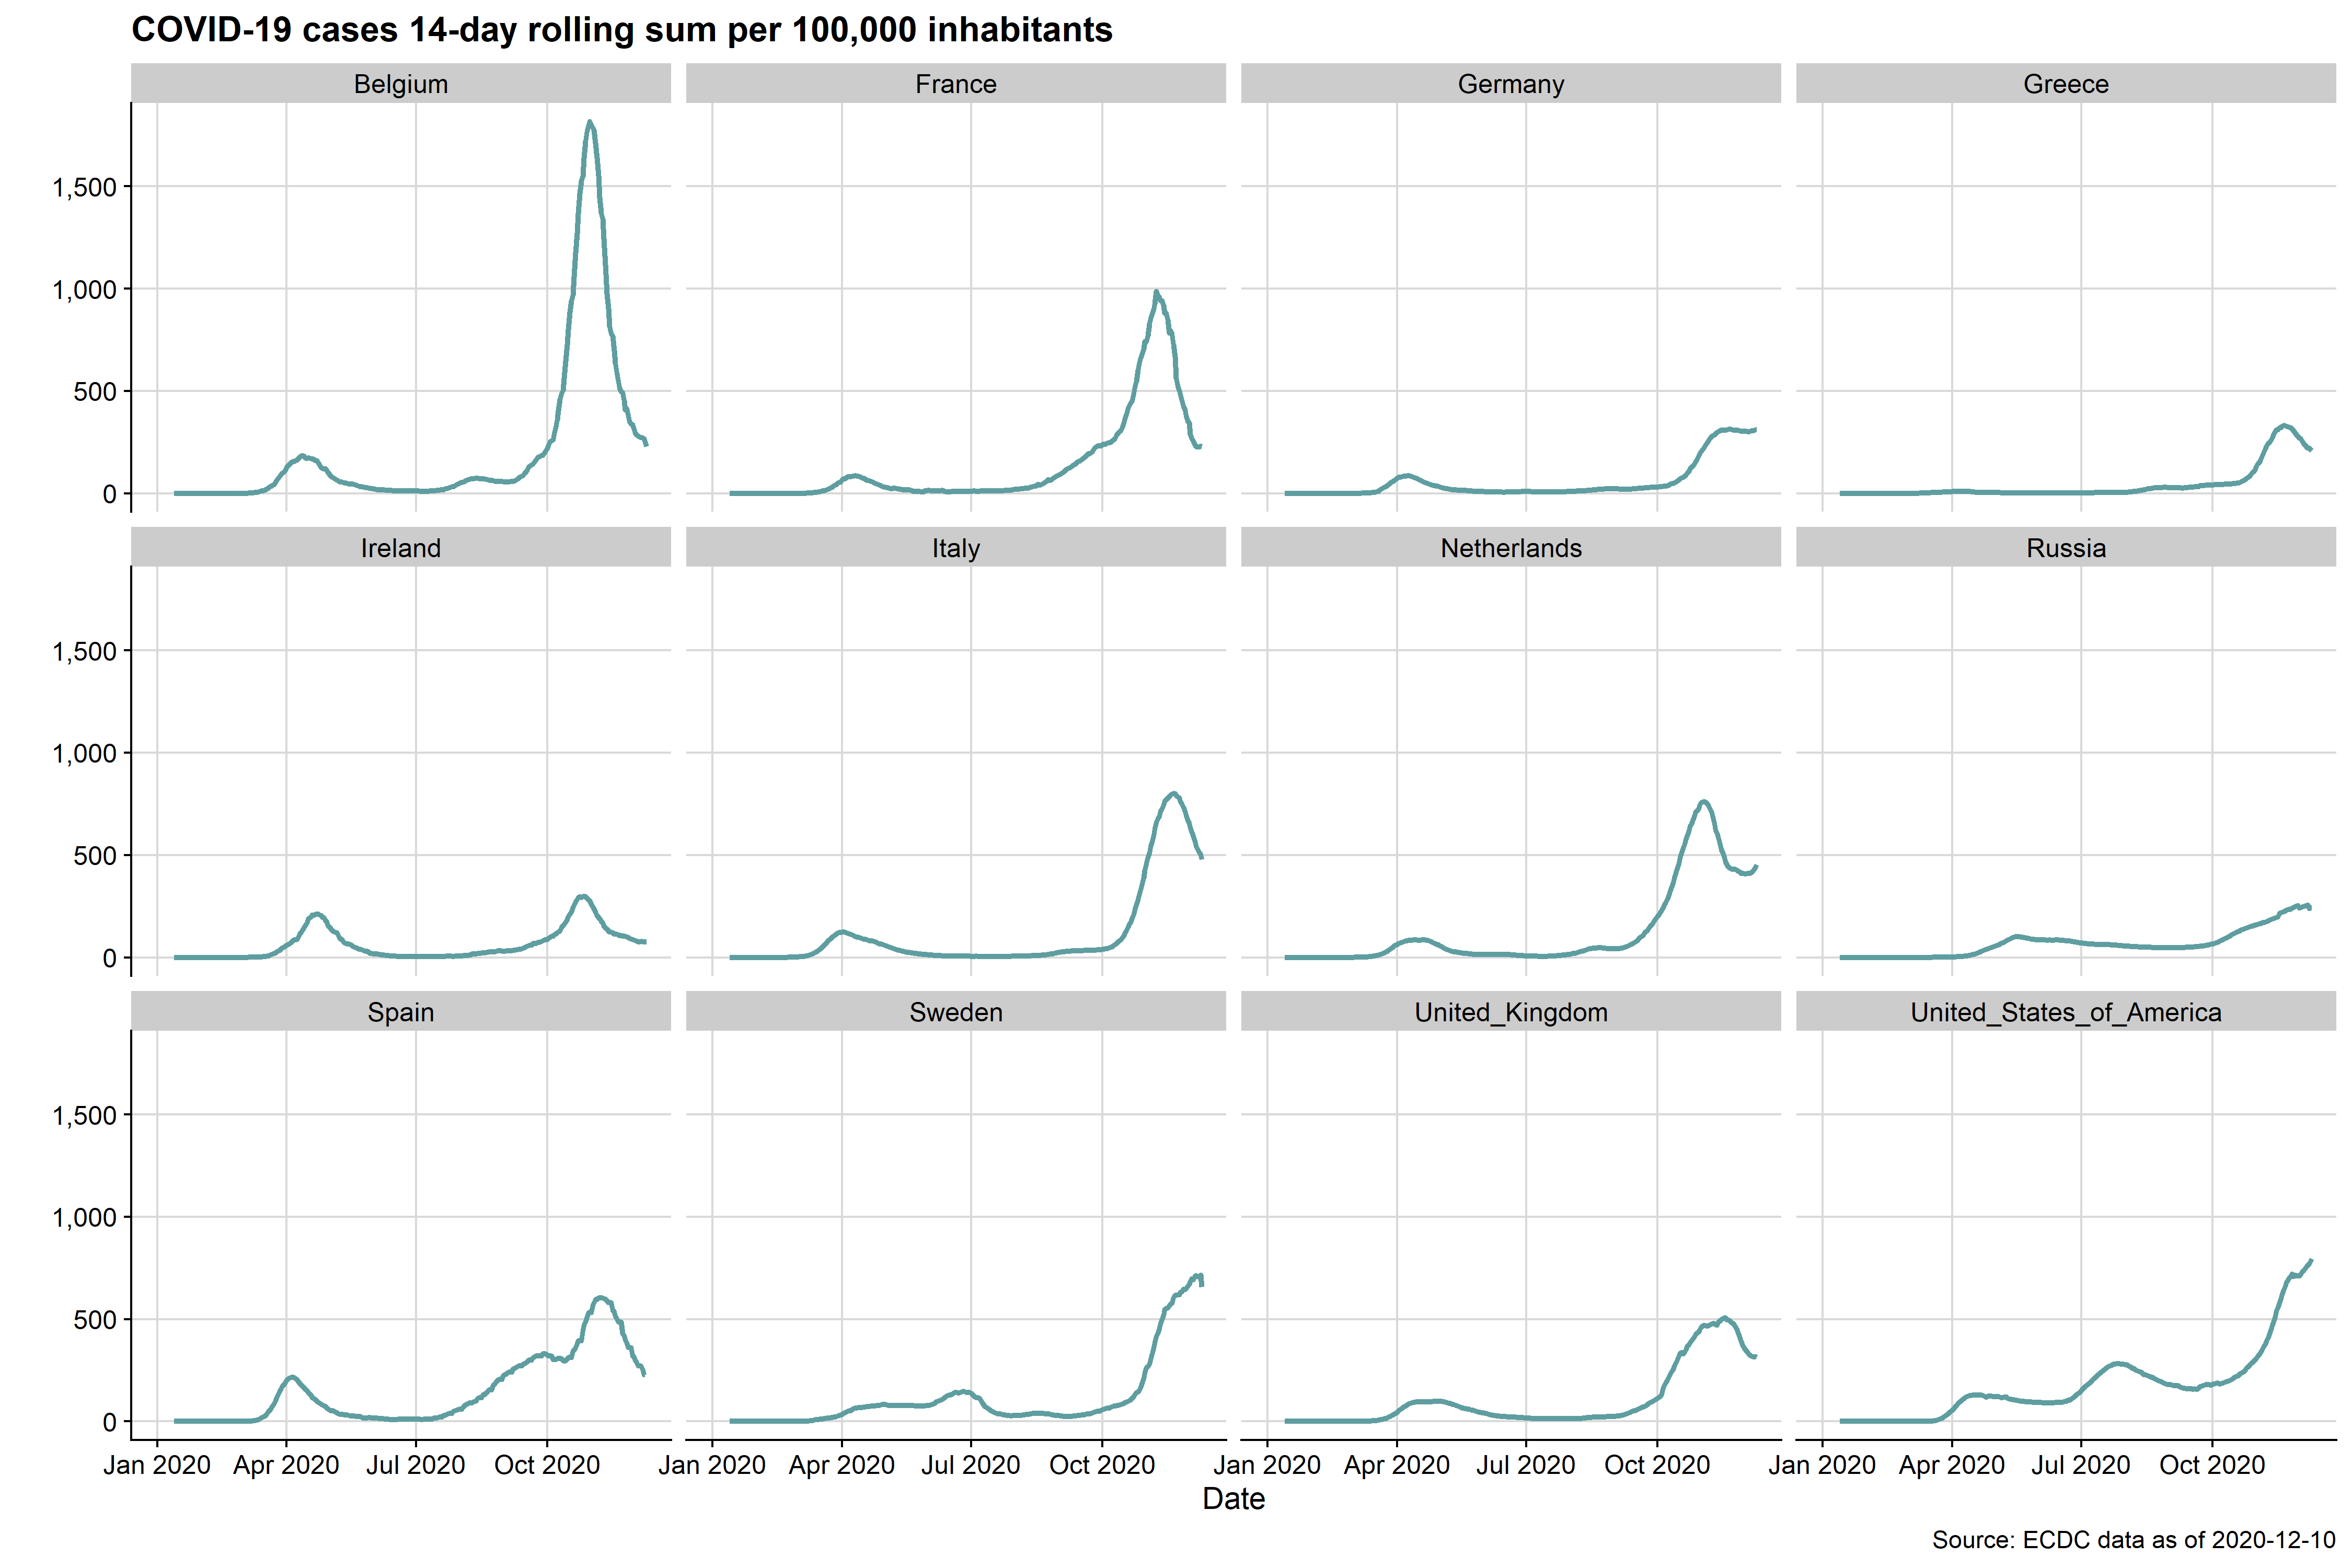 COVID-19 cases 14-day rolling sum per 100,000 inhabitants
Belgium France Germany Greece
1,500
1,000
500
0
Ireland Italy Netherlands Russia
1,500
1,000
500
0
Spain Sweden United_Kingdom United_States_of_America
1,500
1,000
500
0
Jan 2020 Apr 2020 Jul 2020 Oct 2020 Jan 2020 Apr 2020 Jul 2020 Oct 2020 Jan 2020 Apr 2020 Jul 2020 Oct 2020 Jan 2020 Apr 2020 Jul 2020 Oct 2020
Date
Source: ECDC data as of 2020-12-10